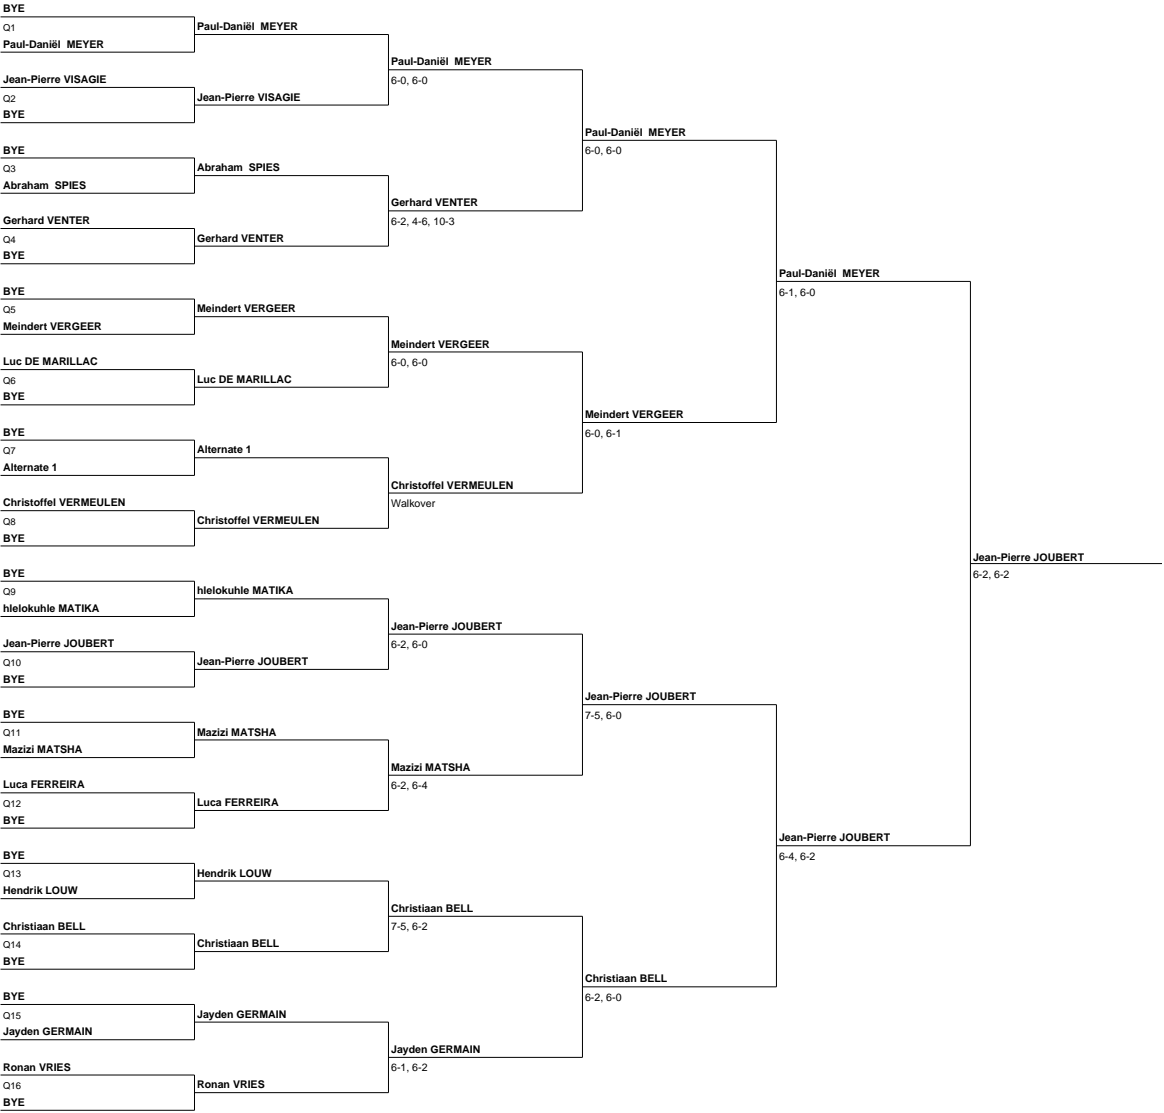 BYE
Q1
Paul-Daniël  MEYER
Jean-Pierre VISAGIE
Q2
BYE
BYE
Q3
Abraham  SPIES
Gerhard VENTER
Q4
BYE
BYE
Q5
Meindert VERGEER
Luc DE MARILLAC
Q6
BYE
BYE
Q7
Alternate 1
Christoffel VERMEULEN
Q8
BYE
BYE
Q9
hlelokuhle MATIKA
Jean-Pierre JOUBERT
Q10
BYE
BYE
Q11
Mazizi MATSHA
Luca FERREIRA
Q12
BYE
BYE
Q13
Hendrik LOUW
Christiaan BELL
Q14
BYE
BYE
Q15
Jayden GERMAIN
Ronan VRIES
Q16
BYE
Paul-Daniël  MEYER
Jean-Pierre VISAGIE
Abraham  SPIES
Gerhard VENTER
Meindert VERGEER
Luc DE MARILLAC
Alternate 1
Christoffel VERMEULEN
hlelokuhle MATIKA
Jean-Pierre JOUBERT
Mazizi MATSHA
Luca FERREIRA
Hendrik LOUW
Christiaan BELL
Jayden GERMAIN
Ronan VRIES
Paul-Daniël  MEYER
6-0, 6-0
Gerhard VENTER
6-2, 4-6, 10-3
Meindert VERGEER
6-0, 6-0
Christoffel VERMEULEN
Walkover
Jean-Pierre JOUBERT
6-2, 6-0
Mazizi MATSHA
6-2, 6-4
Christiaan BELL
7-5, 6-2
Jayden GERMAIN
6-1, 6-2
Paul-Daniël  MEYER
6-0, 6-0
Meindert VERGEER
6-0, 6-1
Jean-Pierre JOUBERT
7-5, 6-0
Christiaan BELL
6-2, 6-0
Paul-Daniël  MEYER
6-1, 6-0
Jean-Pierre JOUBERT
6-4, 6-2
Jean-Pierre JOUBERT
6-2, 6-2